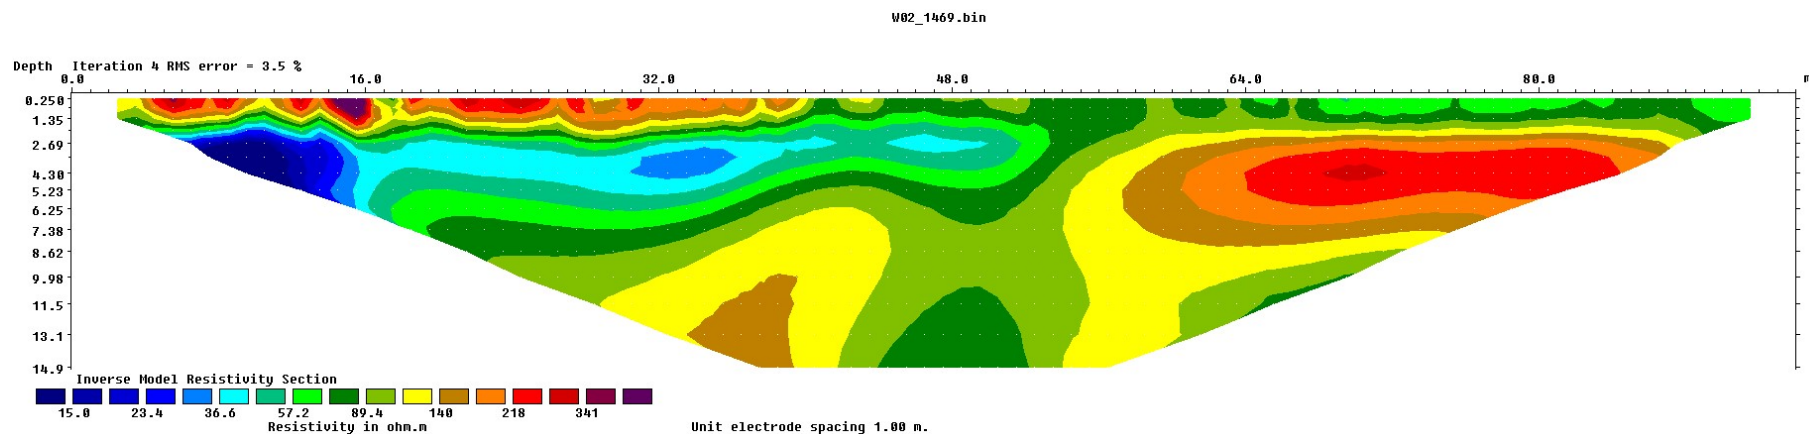 W02_1469.bin
Depth Iteration 4 RMS error = 3.5 %
0.0 16.0 32.0 48.0 64.0 80.0 m
0.250
1.35
2.69
4.30
5.23
6.25
7.38
8.62
9.98
11.5
13.1
14.9
Inverse Model Resistivity Section
15.0 23.4 36.6 57.2 89.4 140 218 341
Resistivity in ohm.m Unit electrode spacing 1.00 m.